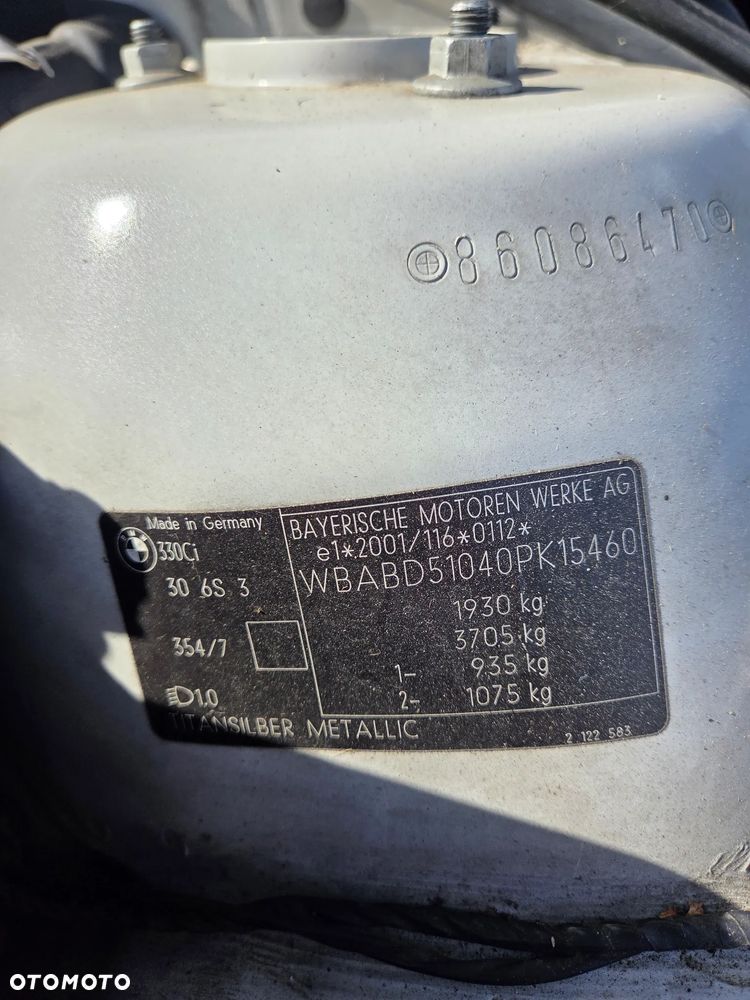 86086470
Made in Germany
330Ci
30 6S 3
354/7
1.0
TITANSILBER METALLIC
BAYERISCHE MOTOREN WERKE AG
e1*2001/116*0112*
WBABD51040PK15460
1930 kg
3705 kg
1- 935 kg
2- 1075 kg
2 122 583
OTOMOTO